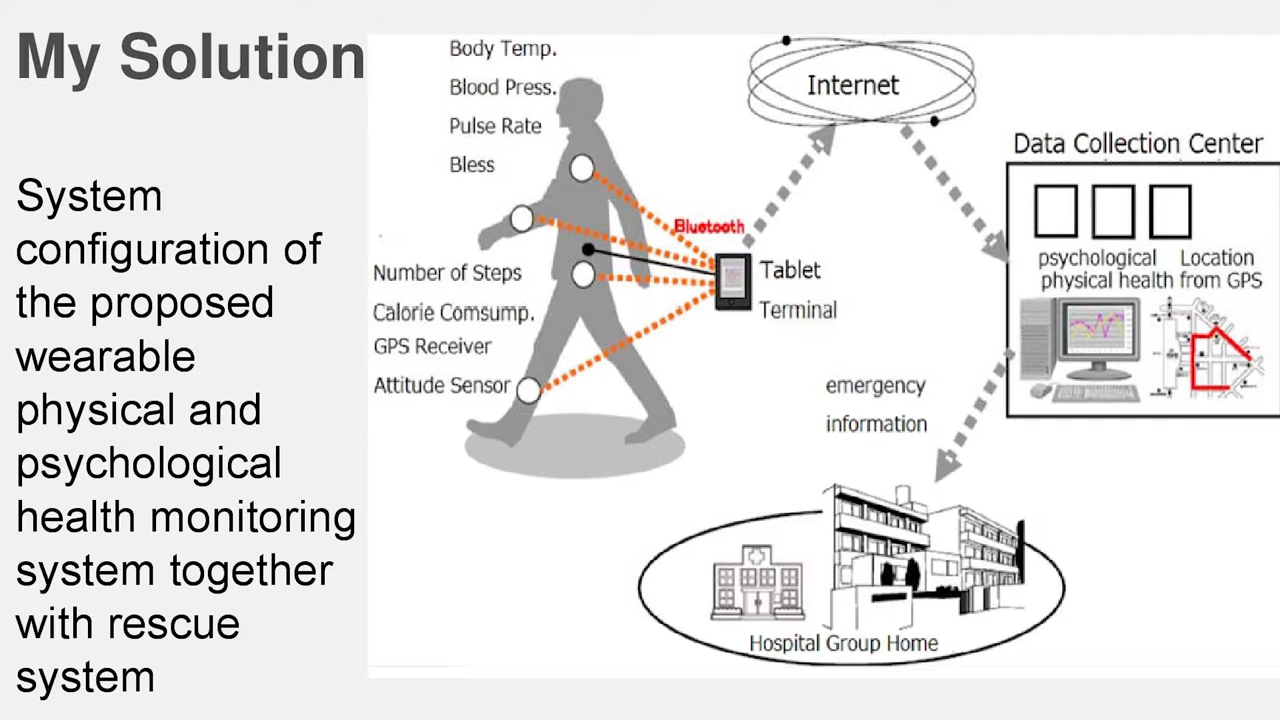 My Solution
System
configuration of
the proposed
wearable
physical and
psychological
health monitoring
system together
with rescue
system
Body Temp.
Blood Press.
Pulse Rate
Bless
Number of Steps
Calorie Comsump.
GPS Receiver
Attitude Sensor
Bluetooth
Tablet
Terminal
Internet
Data Collection Center
psychological Location
physical health from GPS
emergency
information
Hospital Group Home